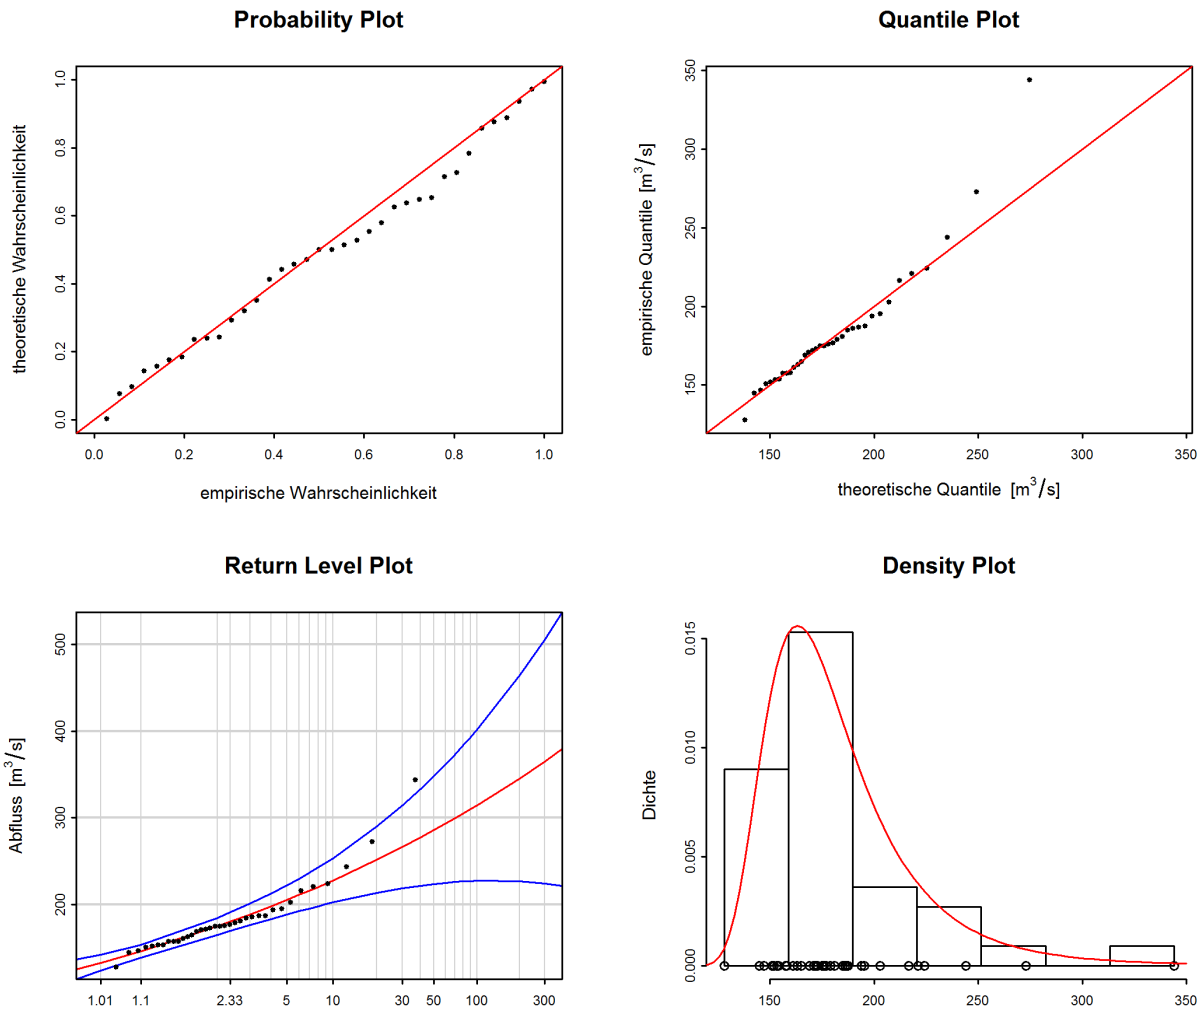 Probability Plot
theoretische Wahrscheinlichkeit
1.0
0.8
0.6
0.4
0.2
0.0
0.0 0.2 0.4 0.6 0.8 1.0
empirische Wahrscheinlichkeit
Quantile Plot
empirische Quantile [m³/s]
350
300
250
200
150
150 200 250 300 350
theoretische Quantile [m³/s]
Return Level Plot
Abfluss [m³/s]
500
400
300
200
1.01 1.1 2.33 5 10 30 50 100 300
Density Plot
Dichte
0.015
0.010
0.005
0.000
150 200 250 300 350